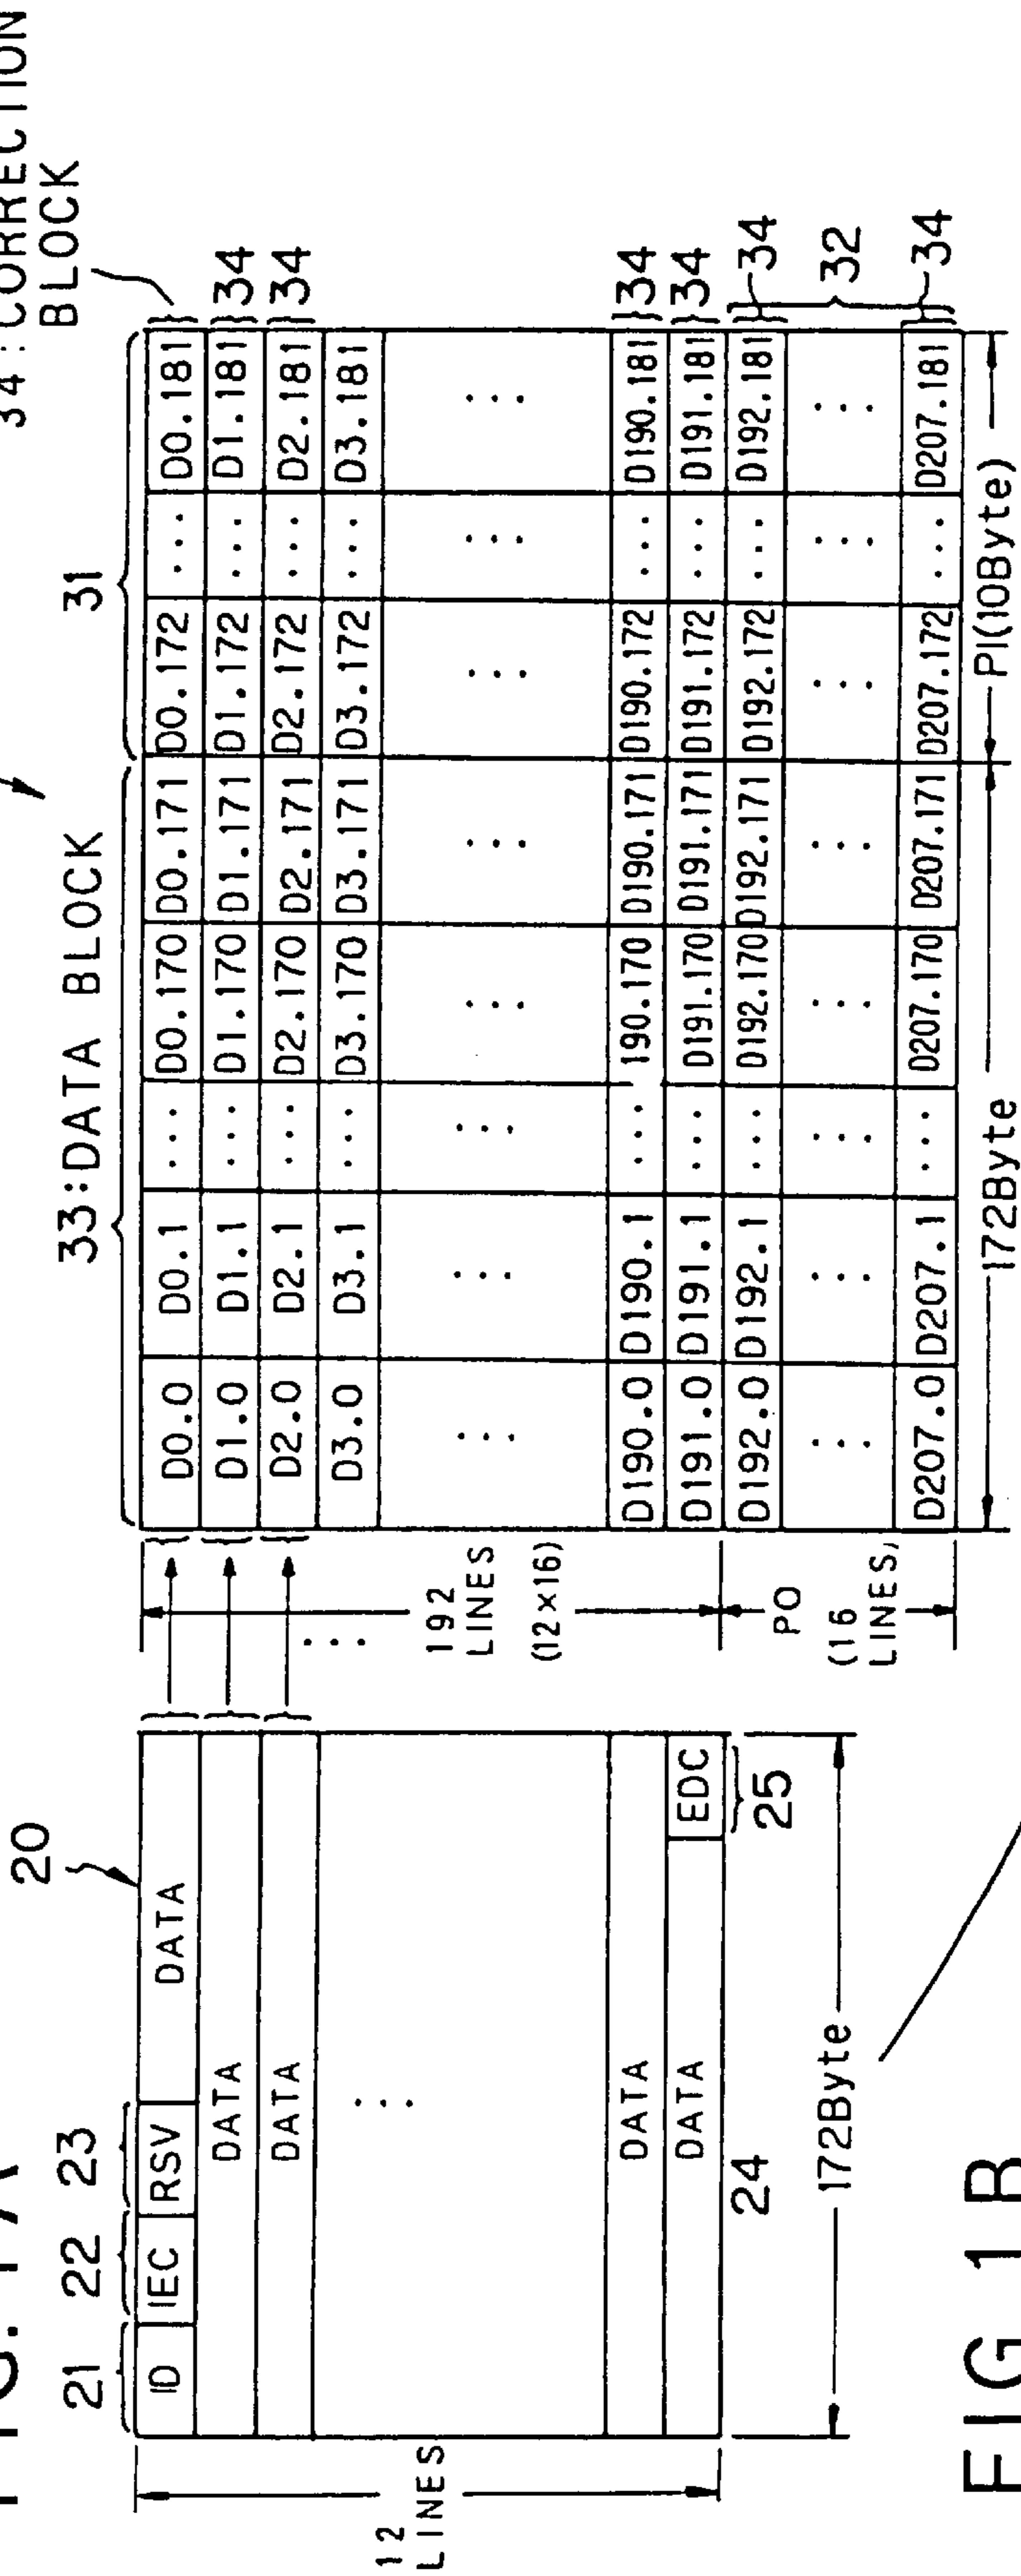 FIG. 1A
20
21 22 23
ID IEC RSV DATA
DATA
DATA
...
DATA
DATA EDC
24 25
12
LINES
172Byte
FIG. 1B
34:CORRECTION
BLOCK
33:DATA BLOCK 31
D0.0 D0.1 ... D0.170 D0.171 D0.172 ... D0.181
D1.0 D1.1 ... D1.170 D1.171 D1.172 ... D1.181 34
D2.0 D2.1 ... D2.170 D2.171 D2.172 ... D2.181 34
D3.0 D3.1 ... D3.170 D3.171 D3.172 ... D3.181
... ... ... ... ... ... ... ...
D190.0 D190.1 ... 190.170 D190.171 D190.172 ... D190.181 34
D191.0 D191.1 ... D191.170 D191.171 D191.172 ... D191.181 34
D192.0 D192.1 ... D192.170 D192.171 D192.172 ... D192.181 34
... ... ... ... ... ... ... ... 32
D207.0 D207.1 ... D207.170 D207.171 D207.172 ... D207.181 34
...
192
LINES
(12×16)
PO
(16
LINES)
172Byte PI(10Byte)